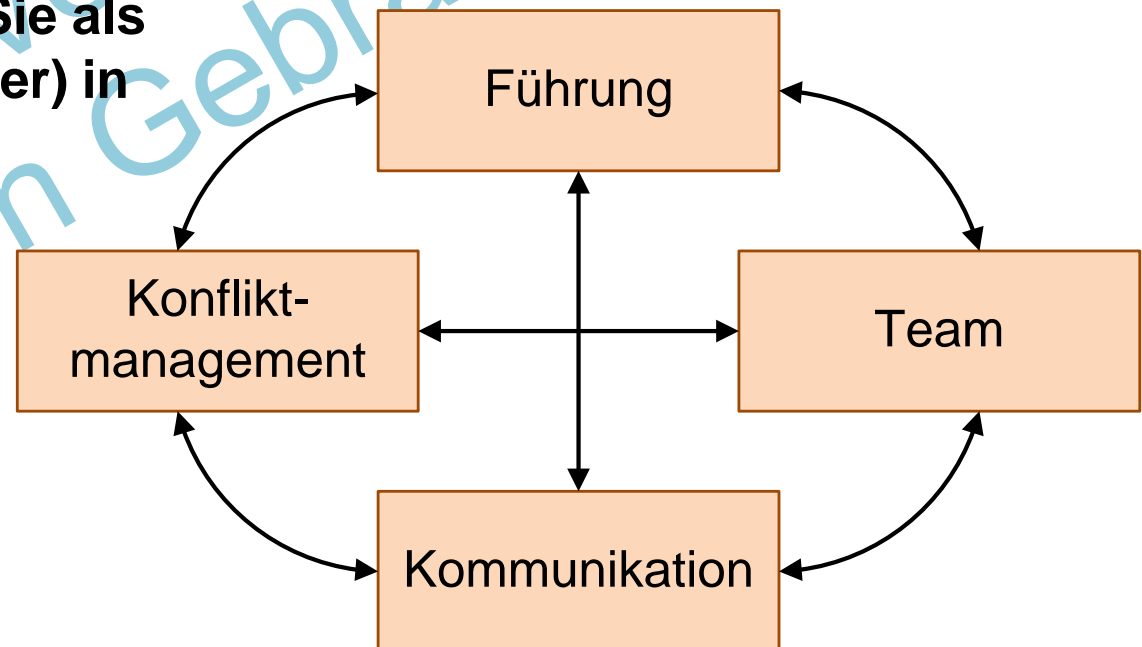 Sie als
er) in
Führung
Konflikt-
management
Team
Kommunikation